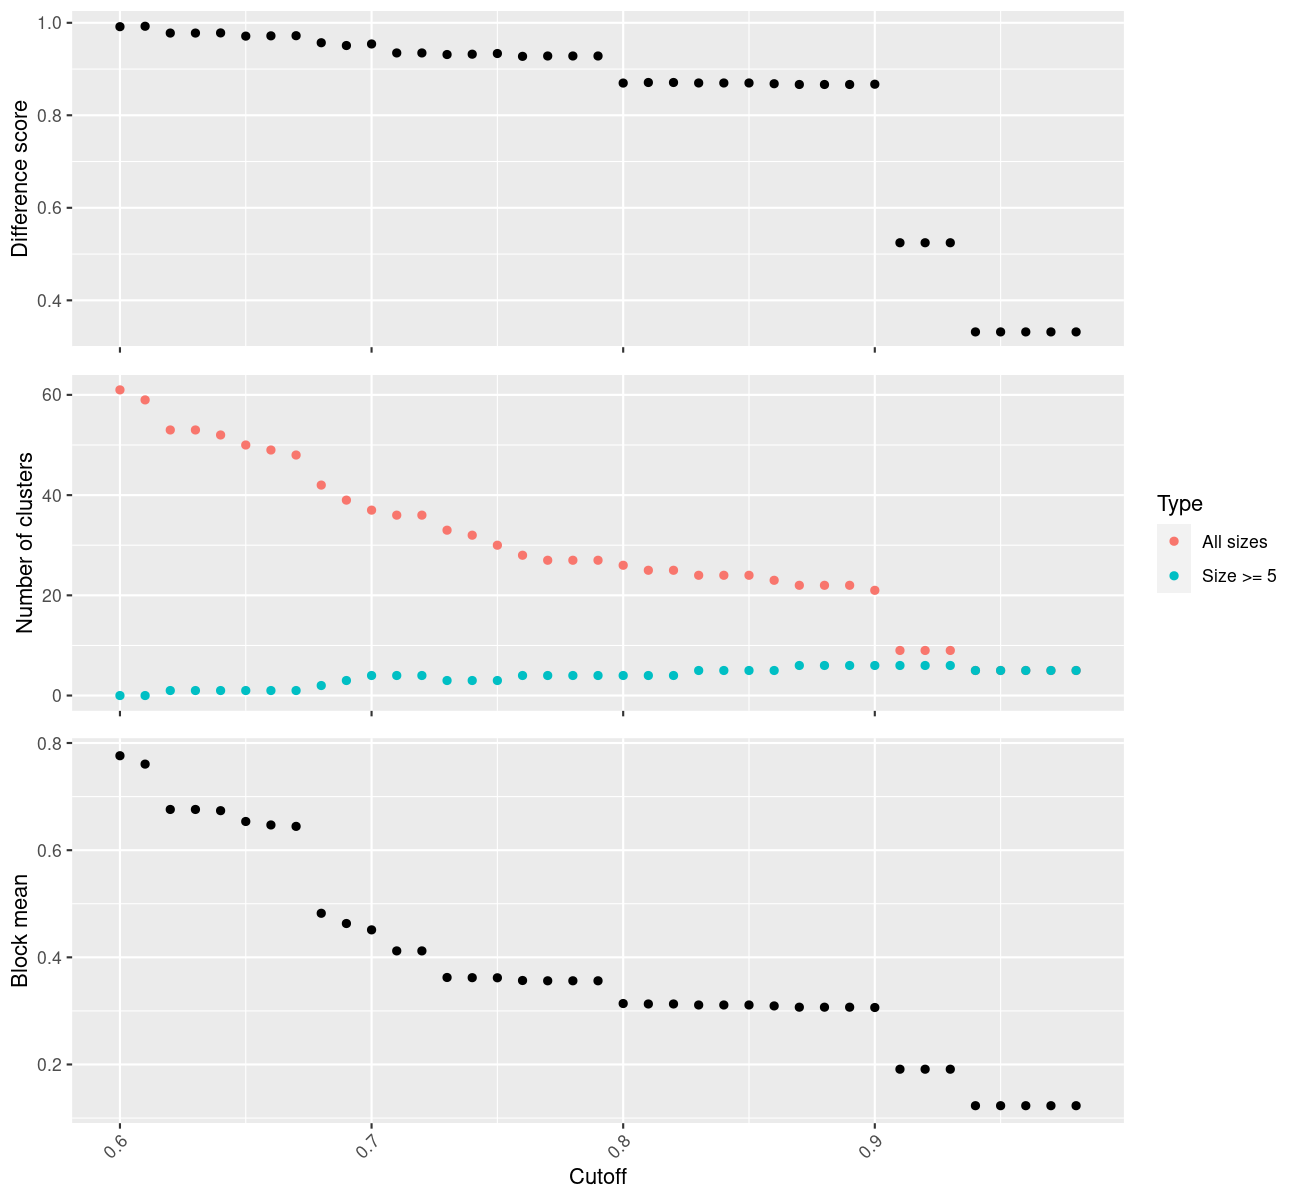 1.0
0.8
0.6
0.4
Difference score
60
40
20
0
Number of clusters
Type
All sizes
Size >= 5
0.8
0.6
0.4
0.2
Block mean
0.6
0.7
0.8
0.9
Cutoff